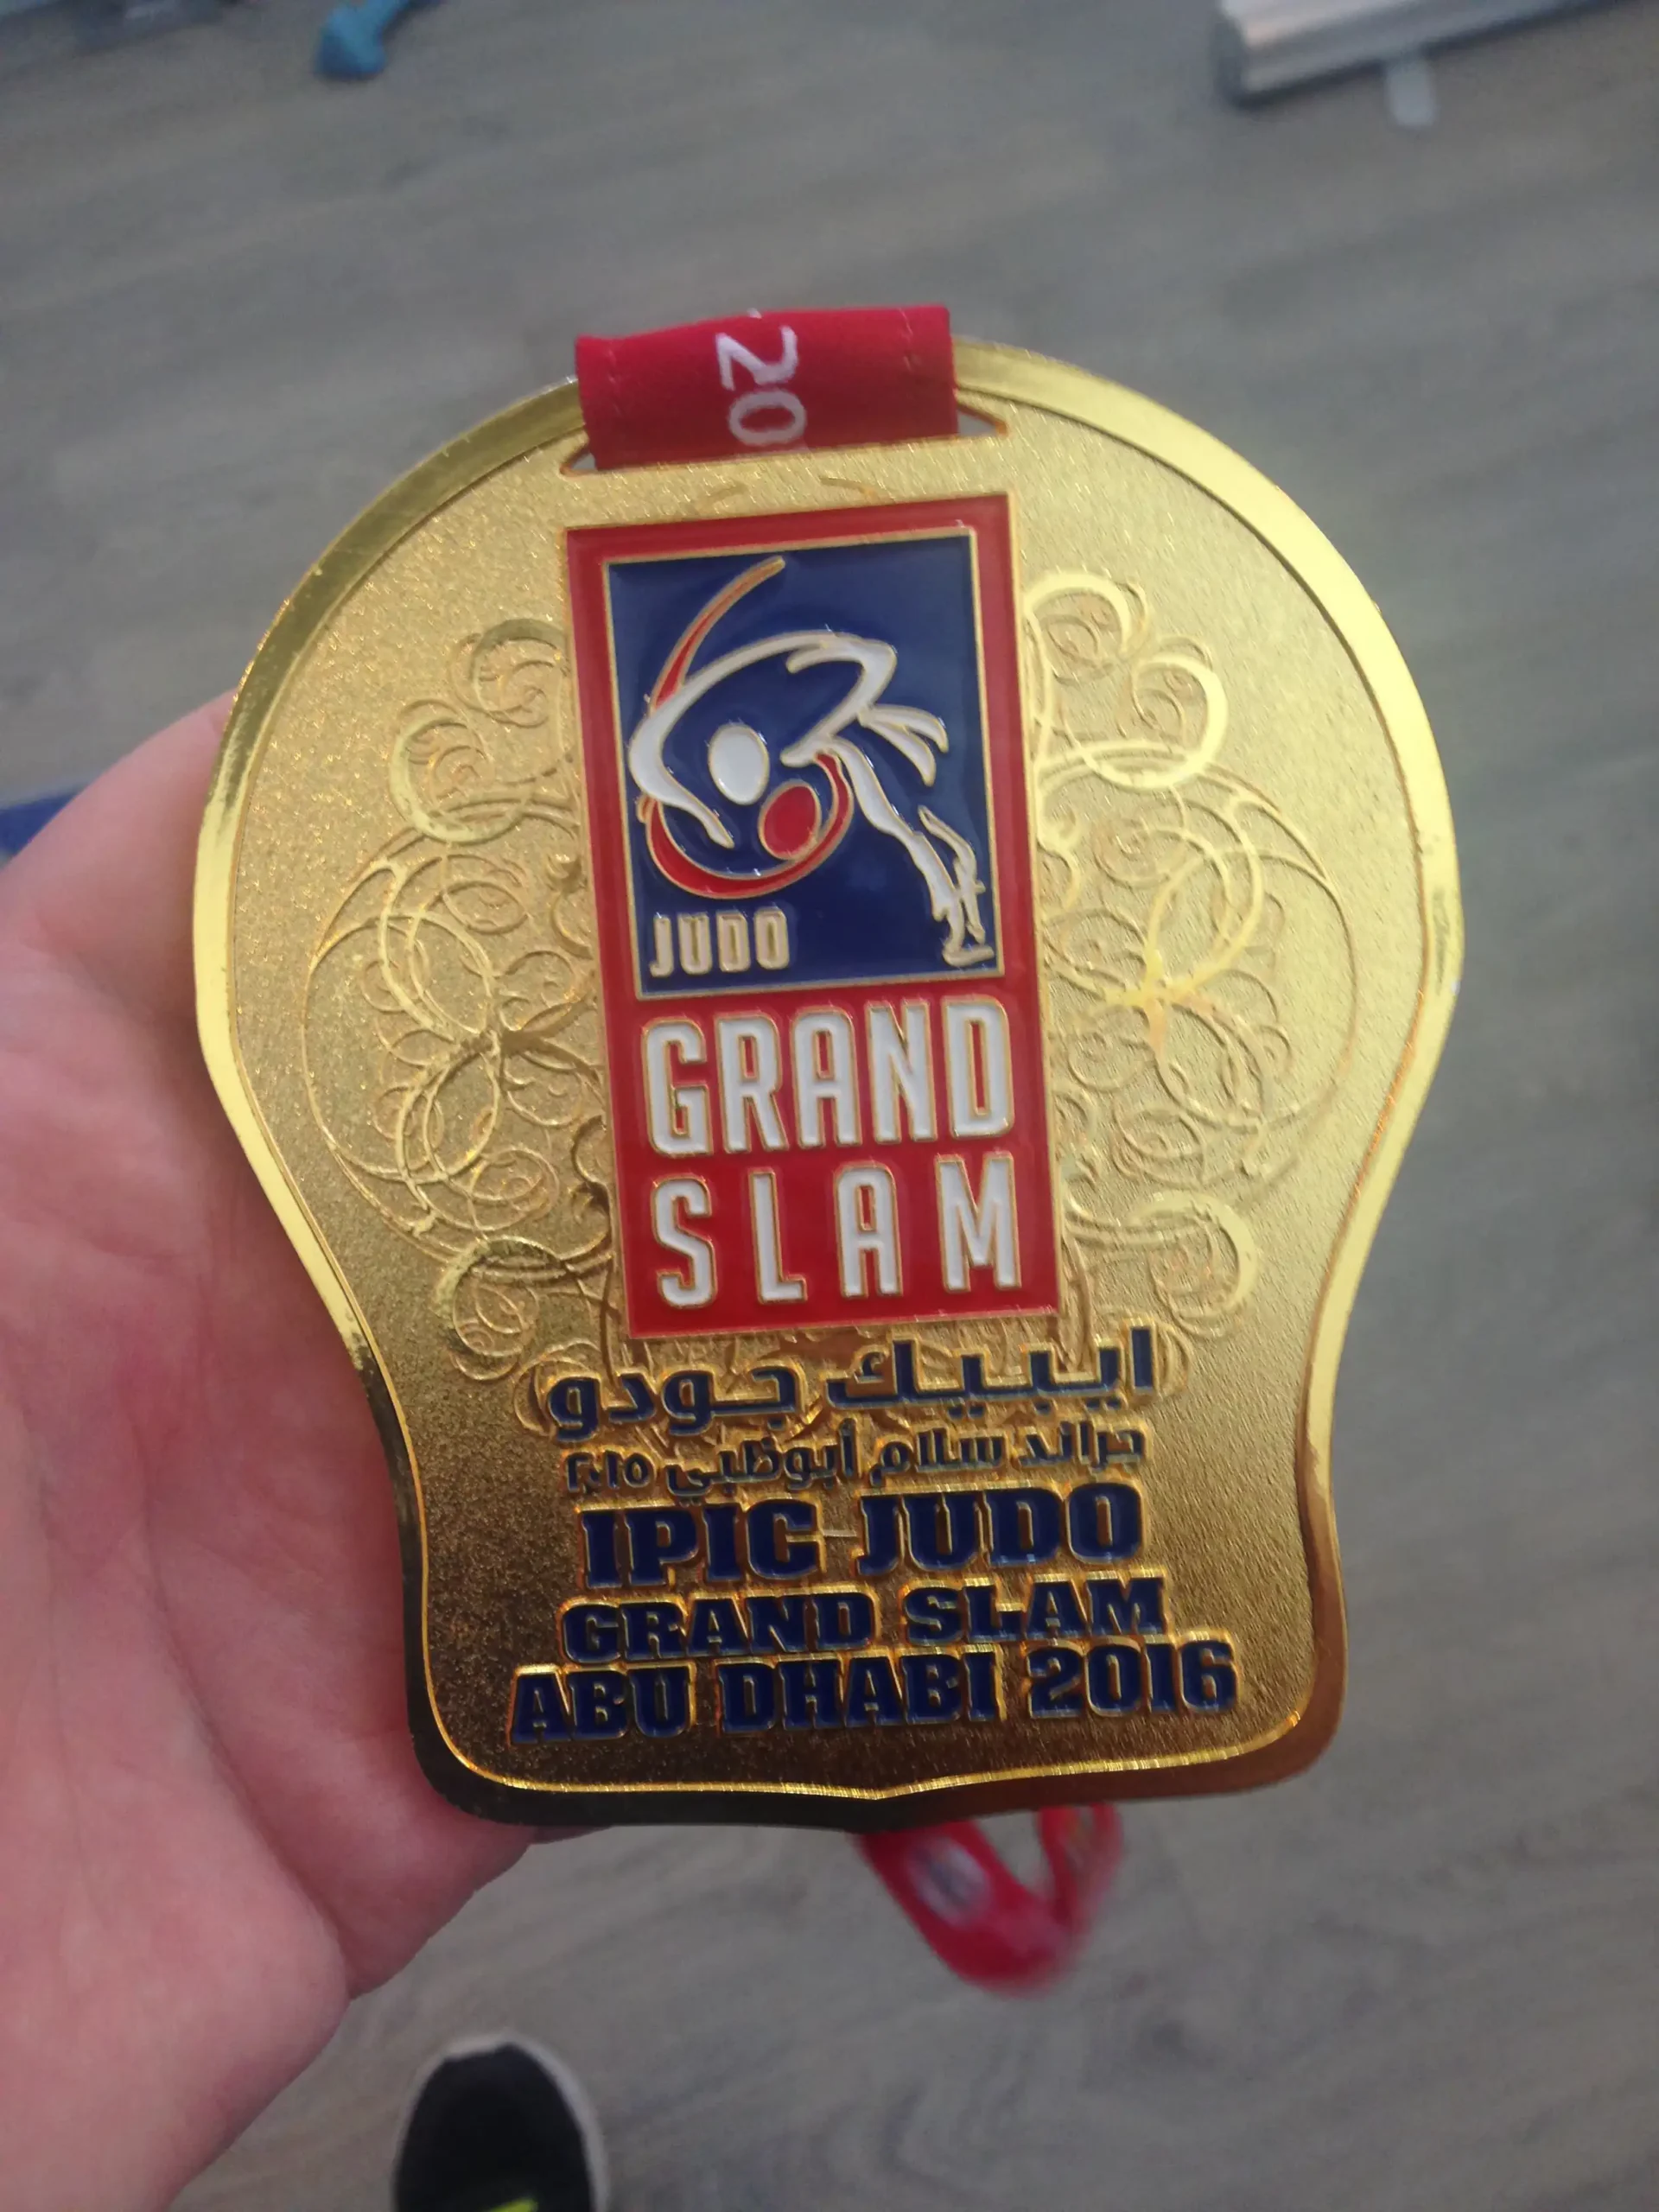 20
JUDO
GRAND
SLAM
ايبيك جودو
جراند سلام أبوظبي ٢٠١٥
IPIC JUDO
GRAND SLAM
ABU DHABI 2016